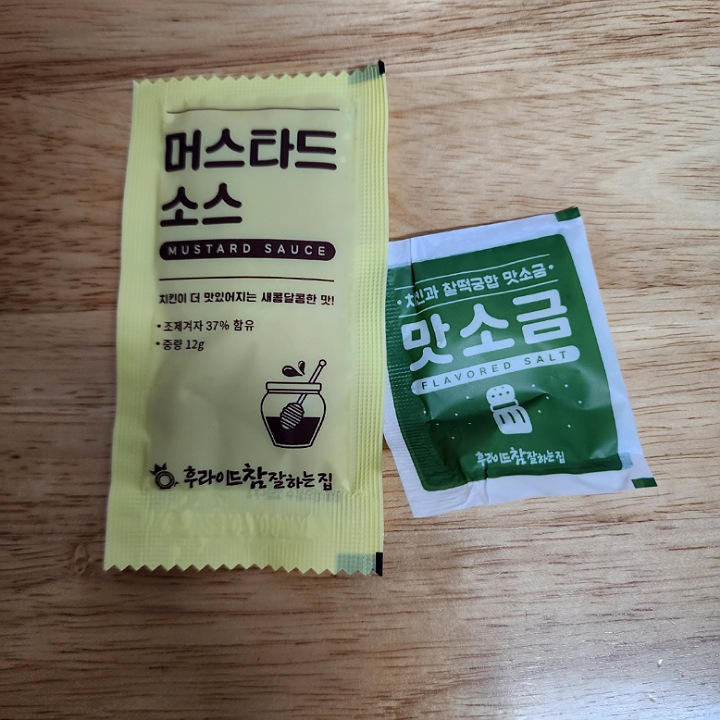 머스타드
소스
MUSTARD SAUCE
치킨이 더 맛있어지는 새콤달콤한 맛!
• 조제겨자 37% 함유
• 중량 12g
후라이드참잘하는집
· 치킨과 찰떡궁합 맛소금 ·
맛소금
FLAVORED SALT
후라이드참잘하는집